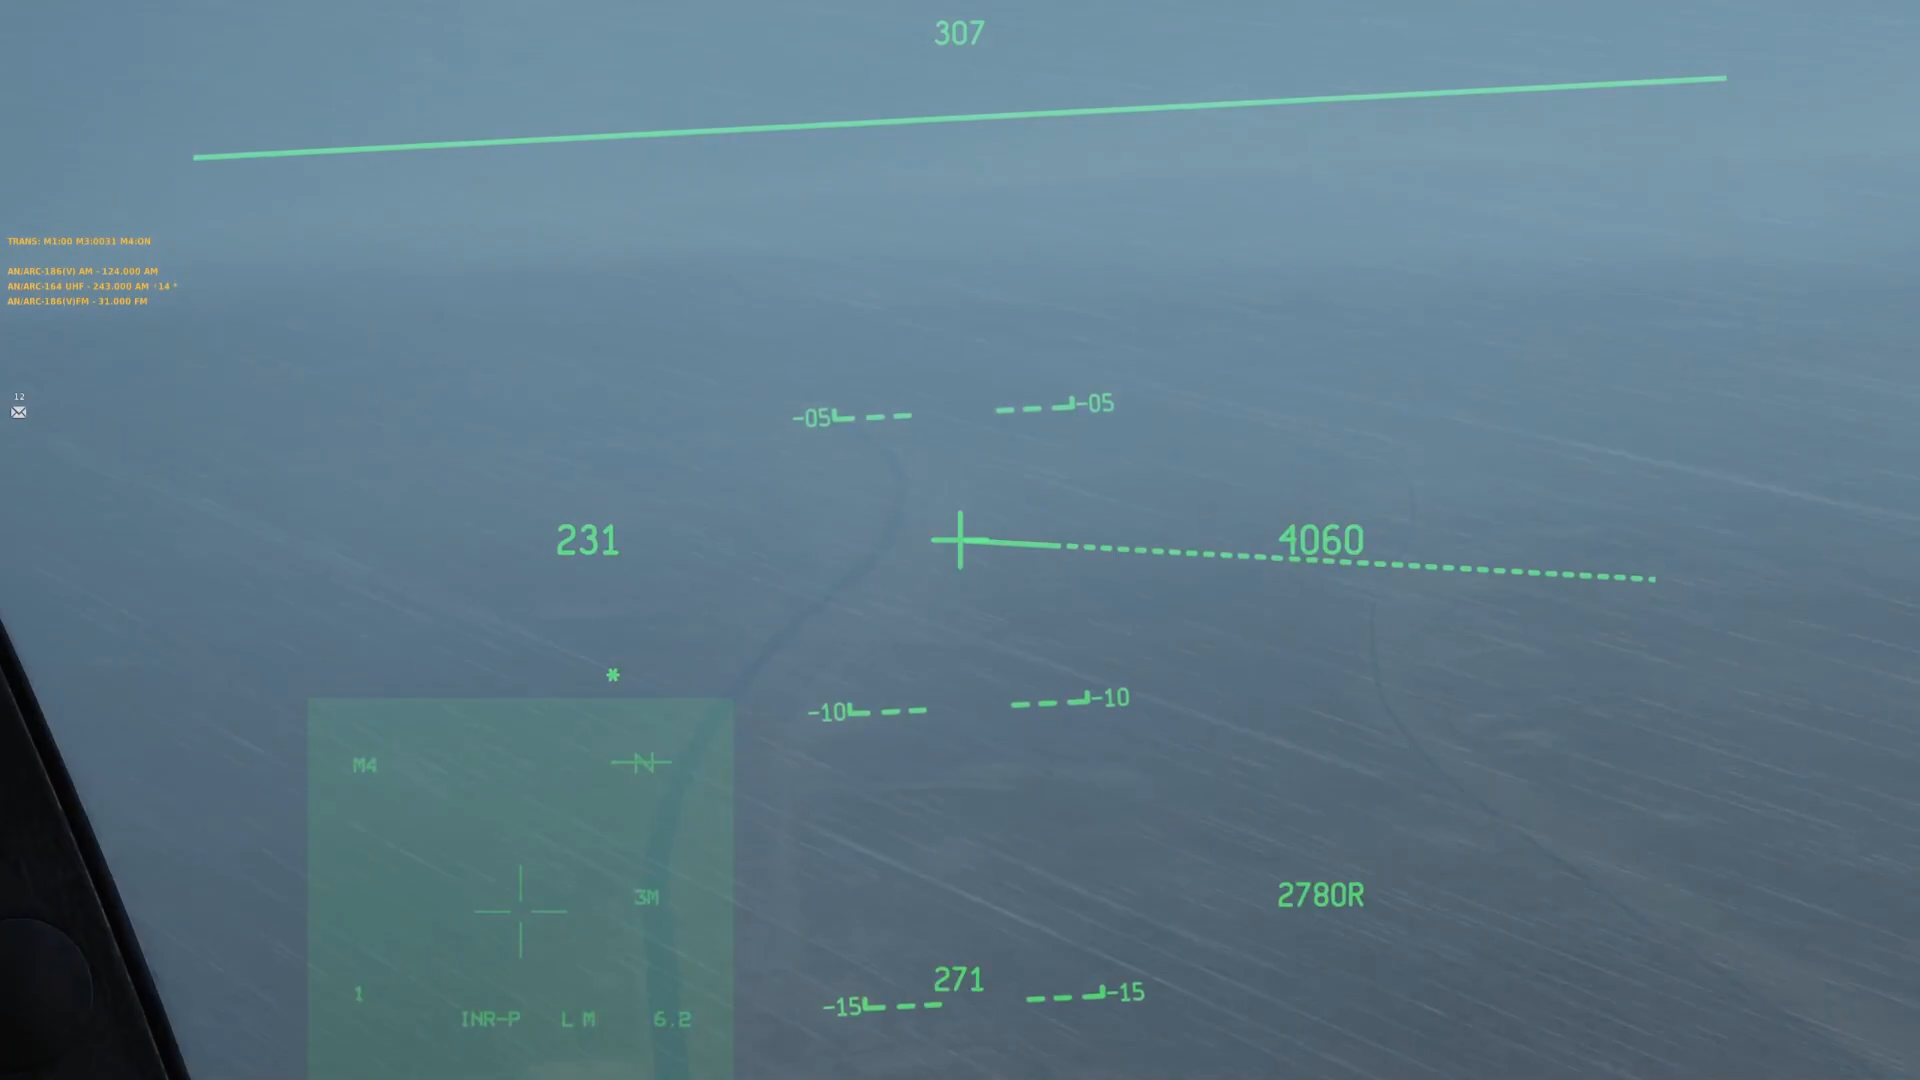 307
TRANS: M1:00 M3:0031 M4:ON
AN/ARC-186(V) AM - 124.000 AM
AN/ARC-164 UHF - 243.000 AM *14 *
AN/ARC-186(V)FM - 31.000 FM
12
-05 -05
231 4060
*
-10 -10
M4 N
3M
2780R
271
-15 -15
1
INR-P L M 6.2